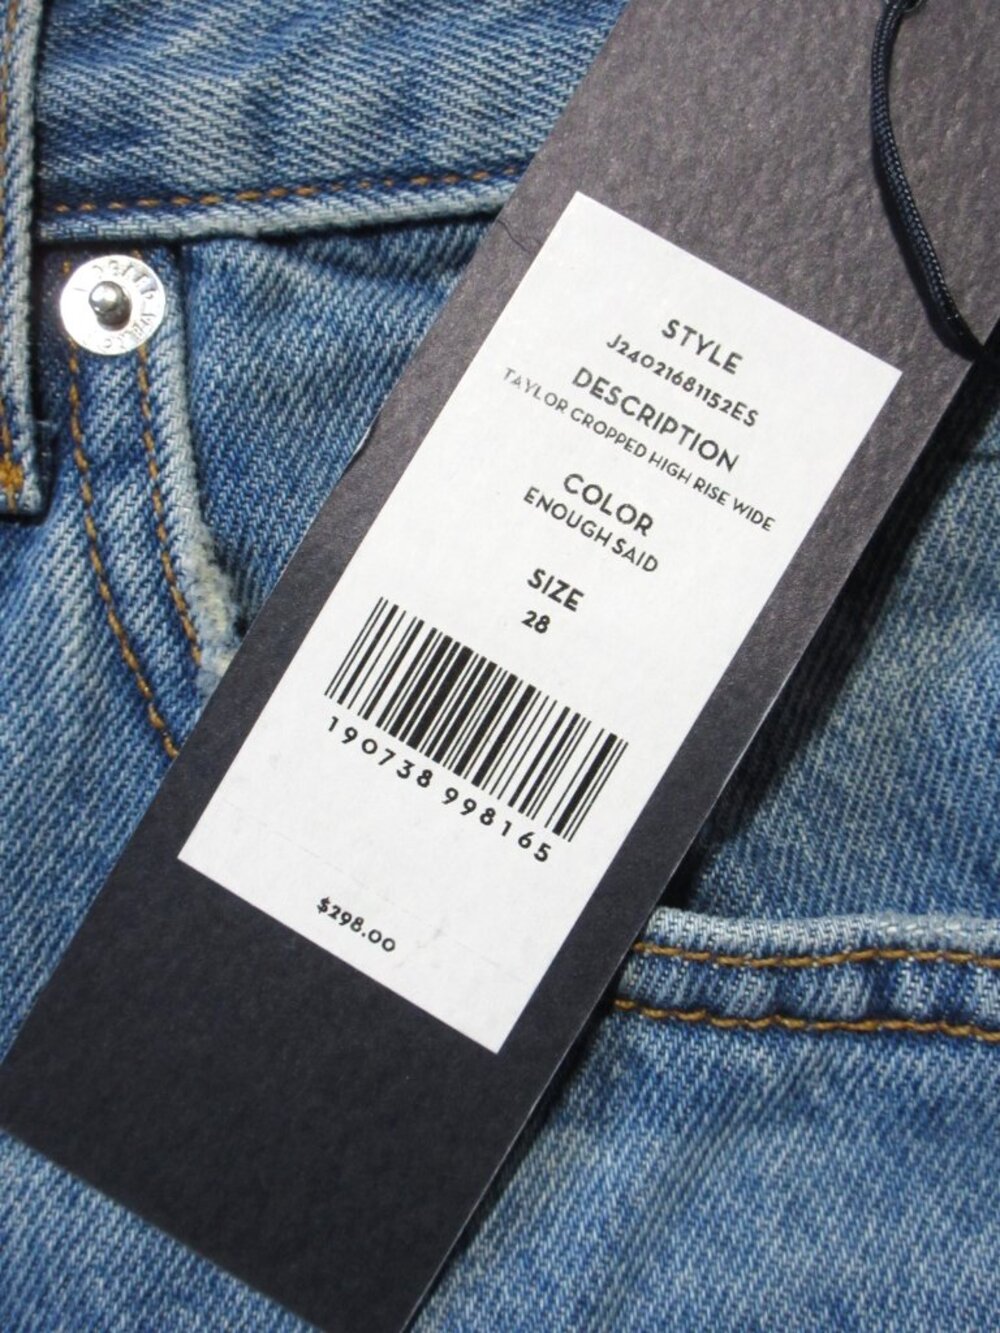 STYLE
J24021681152ES
DESCRIPTION
TAYLOR CROPPED HIGH RISE WIDE
COLOR
ENOUGH SAID
SIZE
28
190738 998165
$298.00